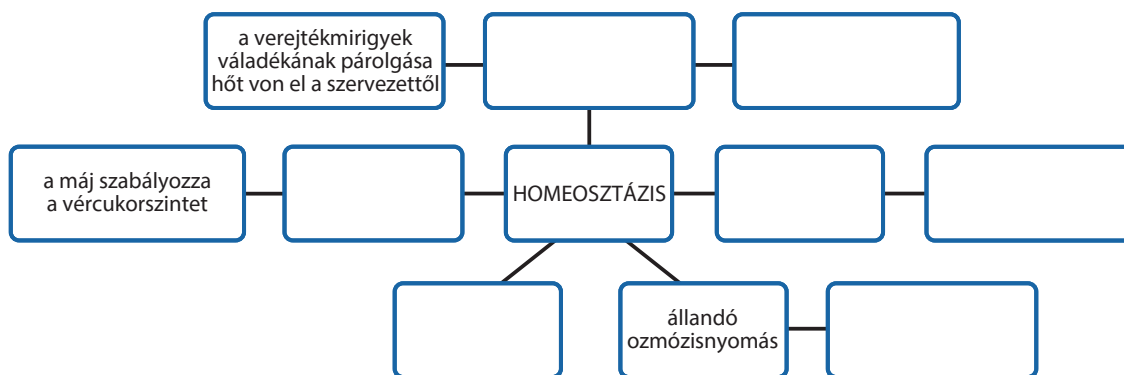 a verejtékmirigyek
váladékának párolgása
hőt von el a szervezettől
a máj szabályozza
a vércukorszintet
HOMEOSZTÁZIS
állandó
ozmózisnyomás